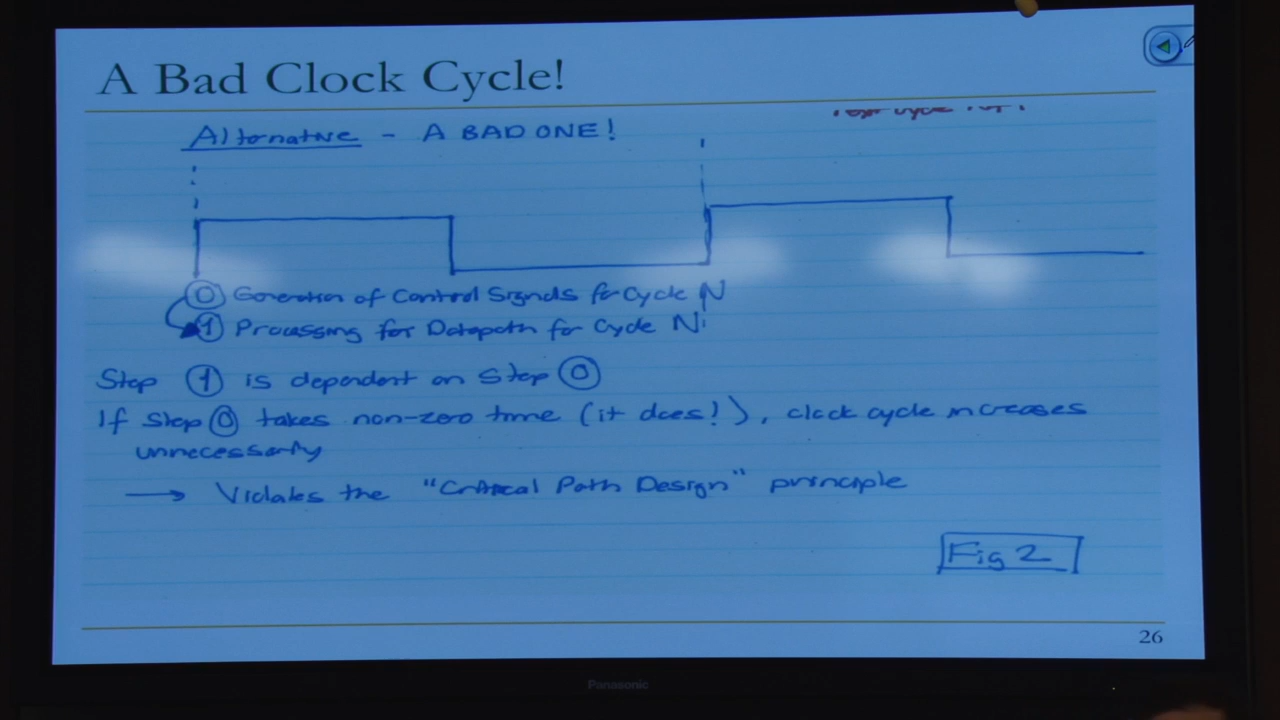 A Bad Clock Cycle!
Alternative - A BAD ONE!
0 Generation of Control Signals for Cycle N
1 Processing for Datapath for Cycle N
Step 1 is dependent on Step 0
If Step 0 takes non-zero time (it does!), clock cycle increases
unnecessarily
→ Violates the "Critical Path Design" principle
Fig 2
26
Panasonic